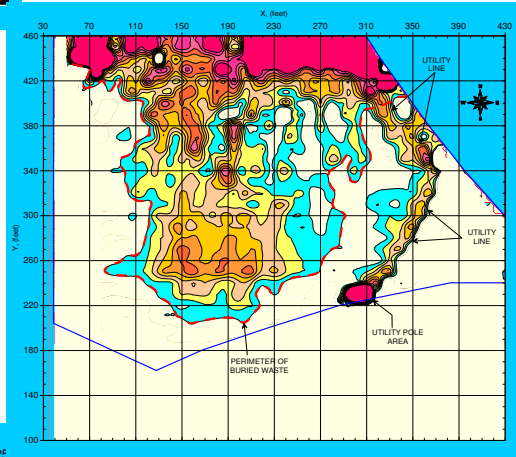 X, (feet)
30 70 110 150 190 230 270 310 350 390 430
460
420
380
340
300
260
220
180
140
100
Y, (feet)
UTILITY
LINE
UTILITY
LINE
UTILITY POLE
AREA
PERIMETER OF
BURIED WASTE